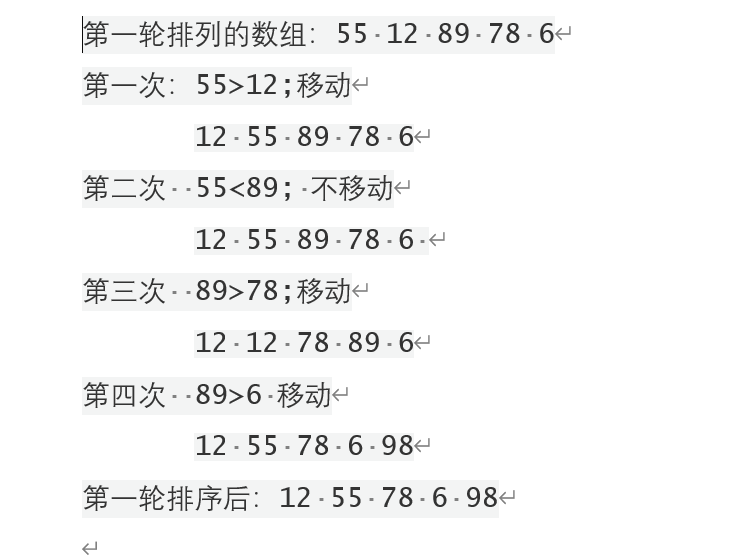 第一轮排列的数组: 55 12 89 78 6
第一次: 55>12;移动
12 55 89 78 6
第二次  55<89; 不移动
12 55 89 78 6
第三次  89>78;移动
12 12 78 89 6
第四次  89>6 移动
12 55 78 6 98
第一轮排序后: 12 55 78 6 98